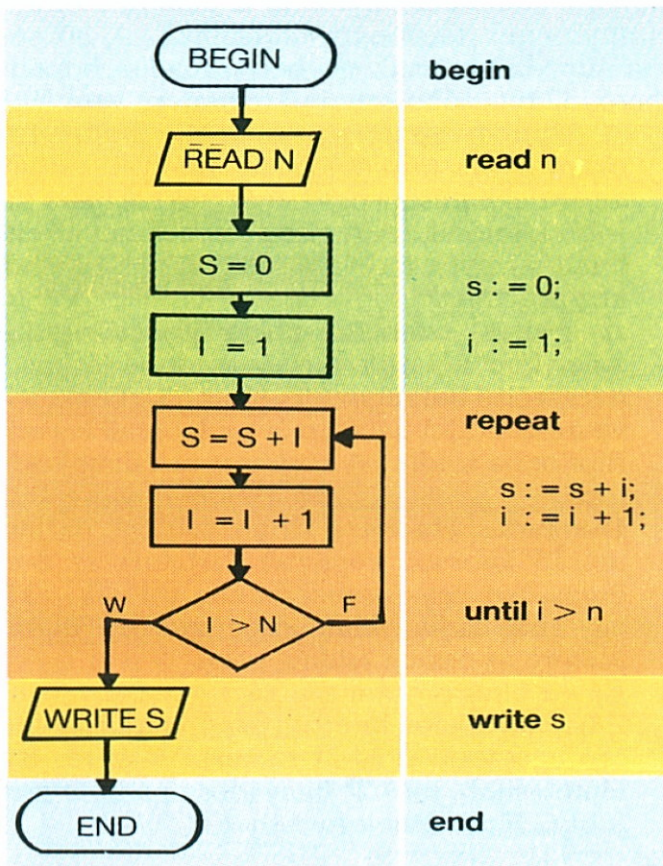 BEGIN
begin
READ N
read n
S = 0
s : = 0;
I = 1
i : = 1;
repeat
S = S + I
s : = s + i;
I = I + 1
i : = i + 1;
W
I > N
F
until i > n
WRITE S
write s
END
end